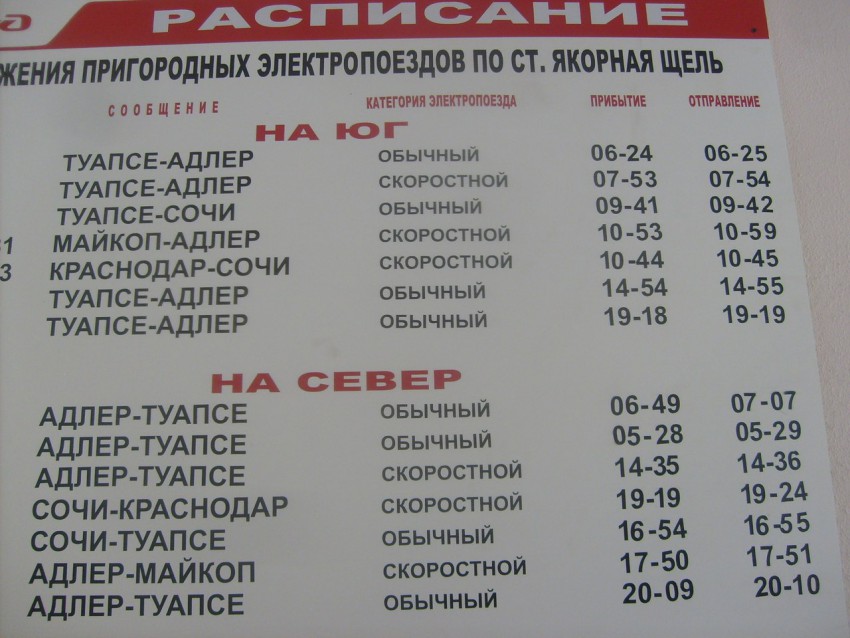 РАСПИСАНИЕ
ЖЕНИЯ ПРИГОРОДНЫХ ЭЛЕКТРОПОЕЗДОВ ПО СТ. ЯКОРНАЯ ЩЕЛЬ
СООБЩЕНИЕ КАТЕГОРИЯ ЭЛЕКТРОПОЕЗДА ПРИБЫТИЕ ОТПРАВЛЕНИЕ
НА ЮГ
ТУАПСЕ-АДЛЕР ОБЫЧНЫЙ 06-24 06-25
ТУАПСЕ-АДЛЕР СКОРОСТНОЙ 07-53 07-54
ТУАПСЕ-СОЧИ ОБЫЧНЫЙ 09-41 09-42
31 МАЙКОП-АДЛЕР СКОРОСТНОЙ 10-53 10-59
3 КРАСНОДАР-СОЧИ СКОРОСТНОЙ 10-44 10-45
ТУАПСЕ-АДЛЕР ОБЫЧНЫЙ 14-54 14-55
ТУАПСЕ-АДЛЕР ОБЫЧНЫЙ 19-18 19-19
НА СЕВЕР
АДЛЕР-ТУАПСЕ ОБЫЧНЫЙ 06-49 07-07
АДЛЕР-ТУАПСЕ ОБЫЧНЫЙ 05-28 05-29
АДЛЕР-ТУАПСЕ СКОРОСТНОЙ 14-35 14-36
СОЧИ-КРАСНОДАР СКОРОСТНОЙ 19-19 19-24
СОЧИ-ТУАПСЕ ОБЫЧНЫЙ 16-54 16-55
АДЛЕР-МАЙКОП СКОРОСТНОЙ 17-50 17-51
АДЛЕР-ТУАПСЕ ОБЫЧНЫЙ 20-09 20-10